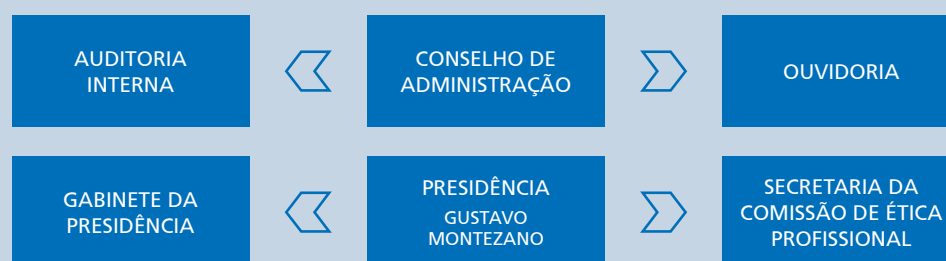 AUDITORIA
INTERNA
CONSELHO DE
ADMINISTRAÇÃO
OUVIDORIA
GABINETE DA
PRESIDÊNCIA
PRESIDÊNCIA
GUSTAVO
MONTEZANO
SECRETARIA DA
COMISSÃO DE ÉTICA
PROFISSIONAL